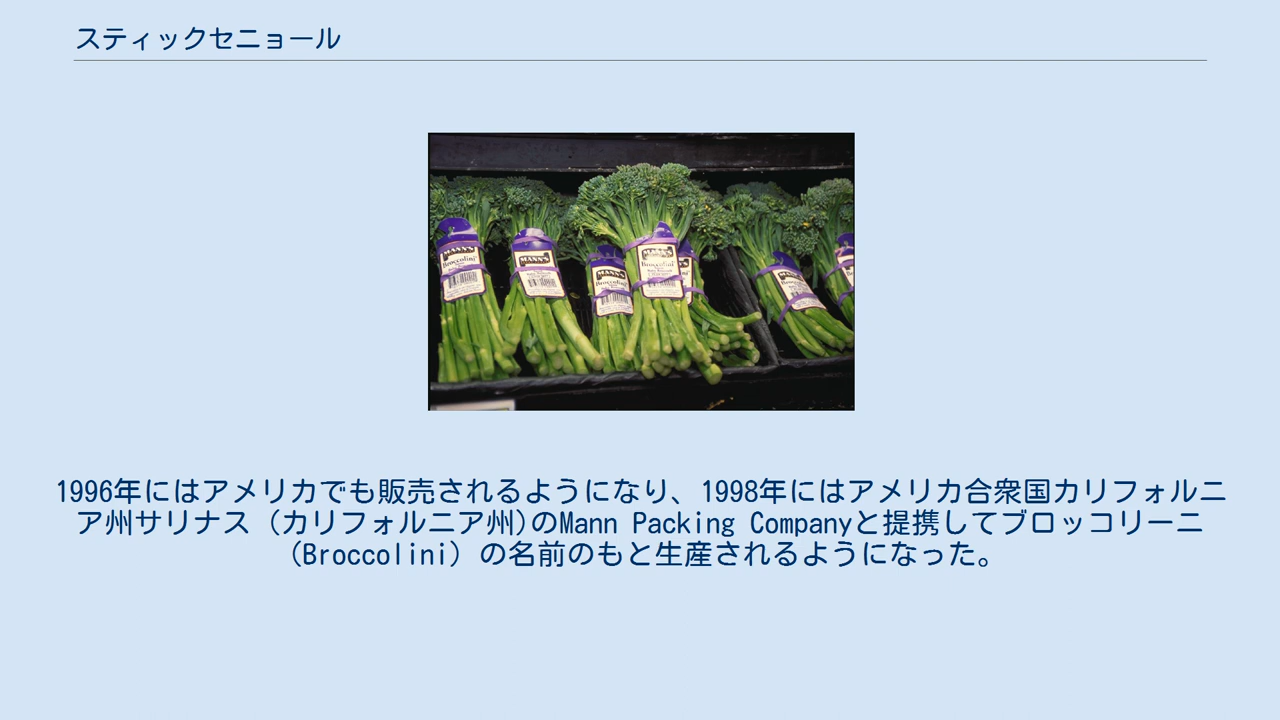 スティックセニョール
MANN'S
Broccolini
MANN'S
MANN'S
Broccolini
Broccolini
1996年にはアメリカでも販売されるようになり、1998年にはアメリカ合衆国カリフォルニ
ア州サリナス (カリフォルニア州)のMann Packing Companyと提携してブロッコリーニ
（Broccolini）の名前のもと生産されるようになった。